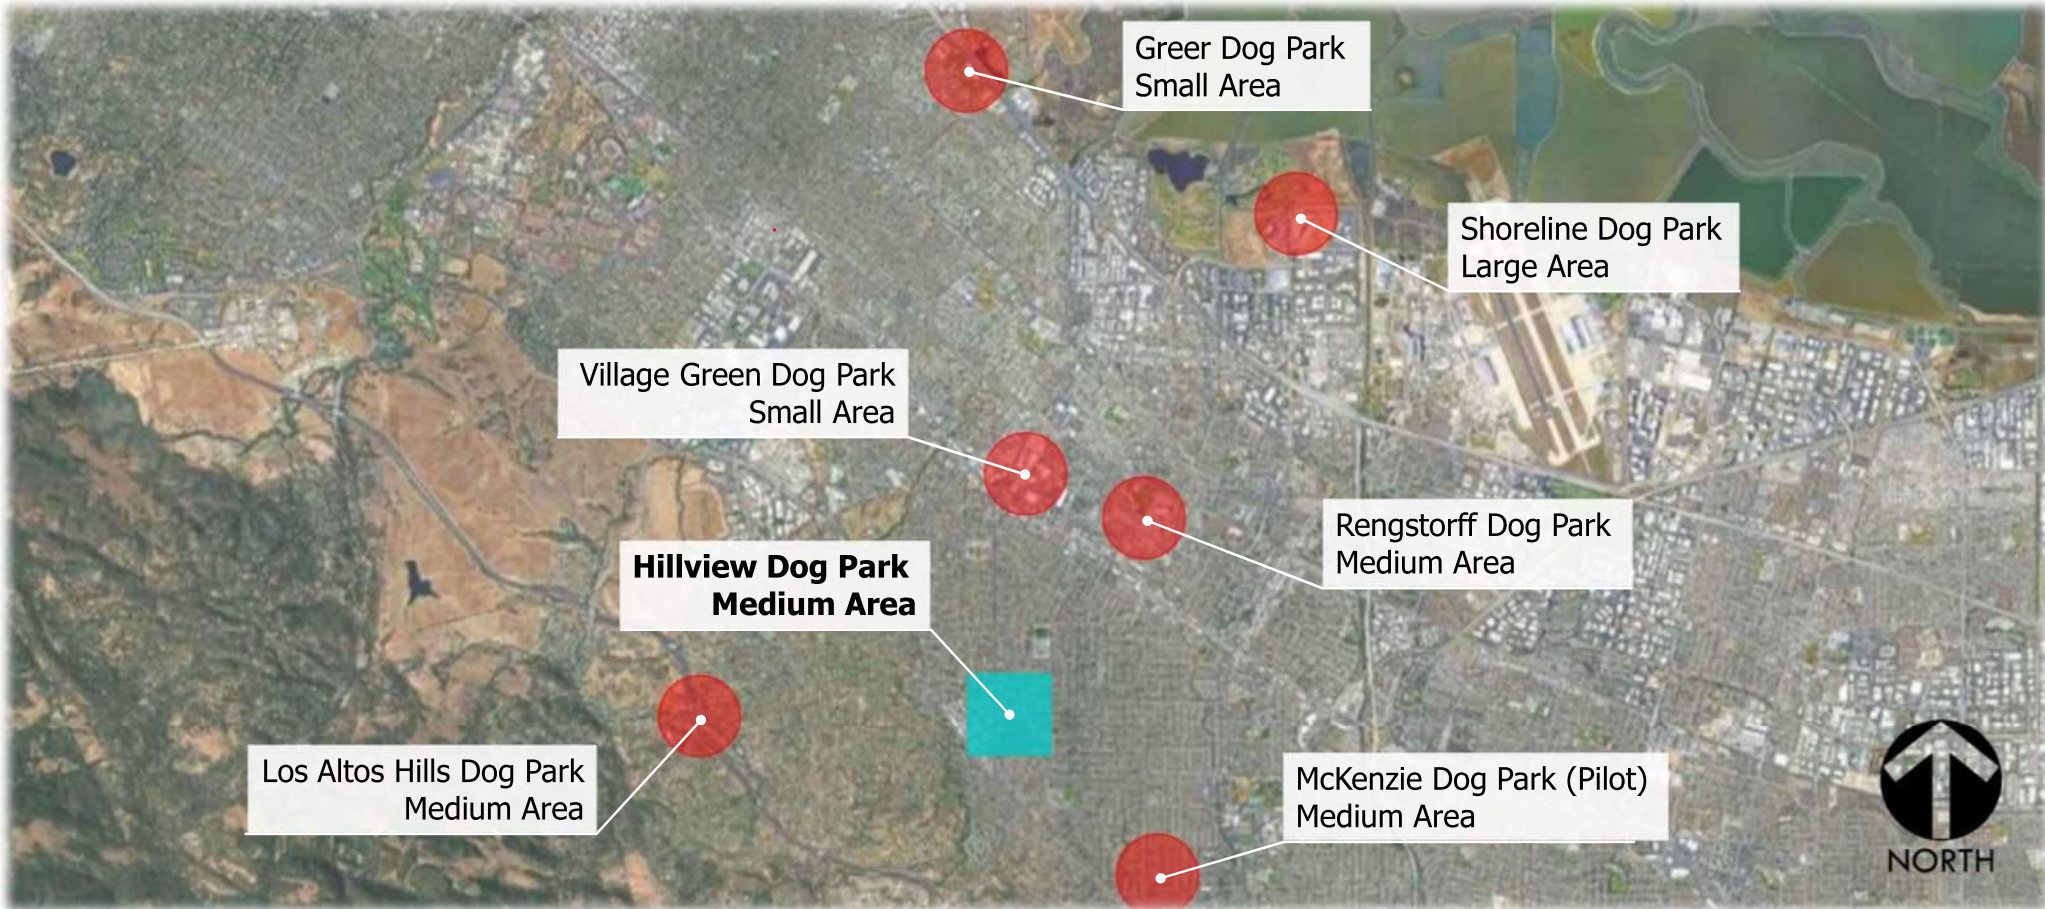 Greer Dog Park
Small Area
Shoreline Dog Park
Large Area
Village Green Dog Park
Small Area
Rengstorff Dog Park
Medium Area
Hillview Dog Park
Medium Area
Los Altos Hills Dog Park
Medium Area
McKenzie Dog Park (Pilot)
Medium Area
NORTH